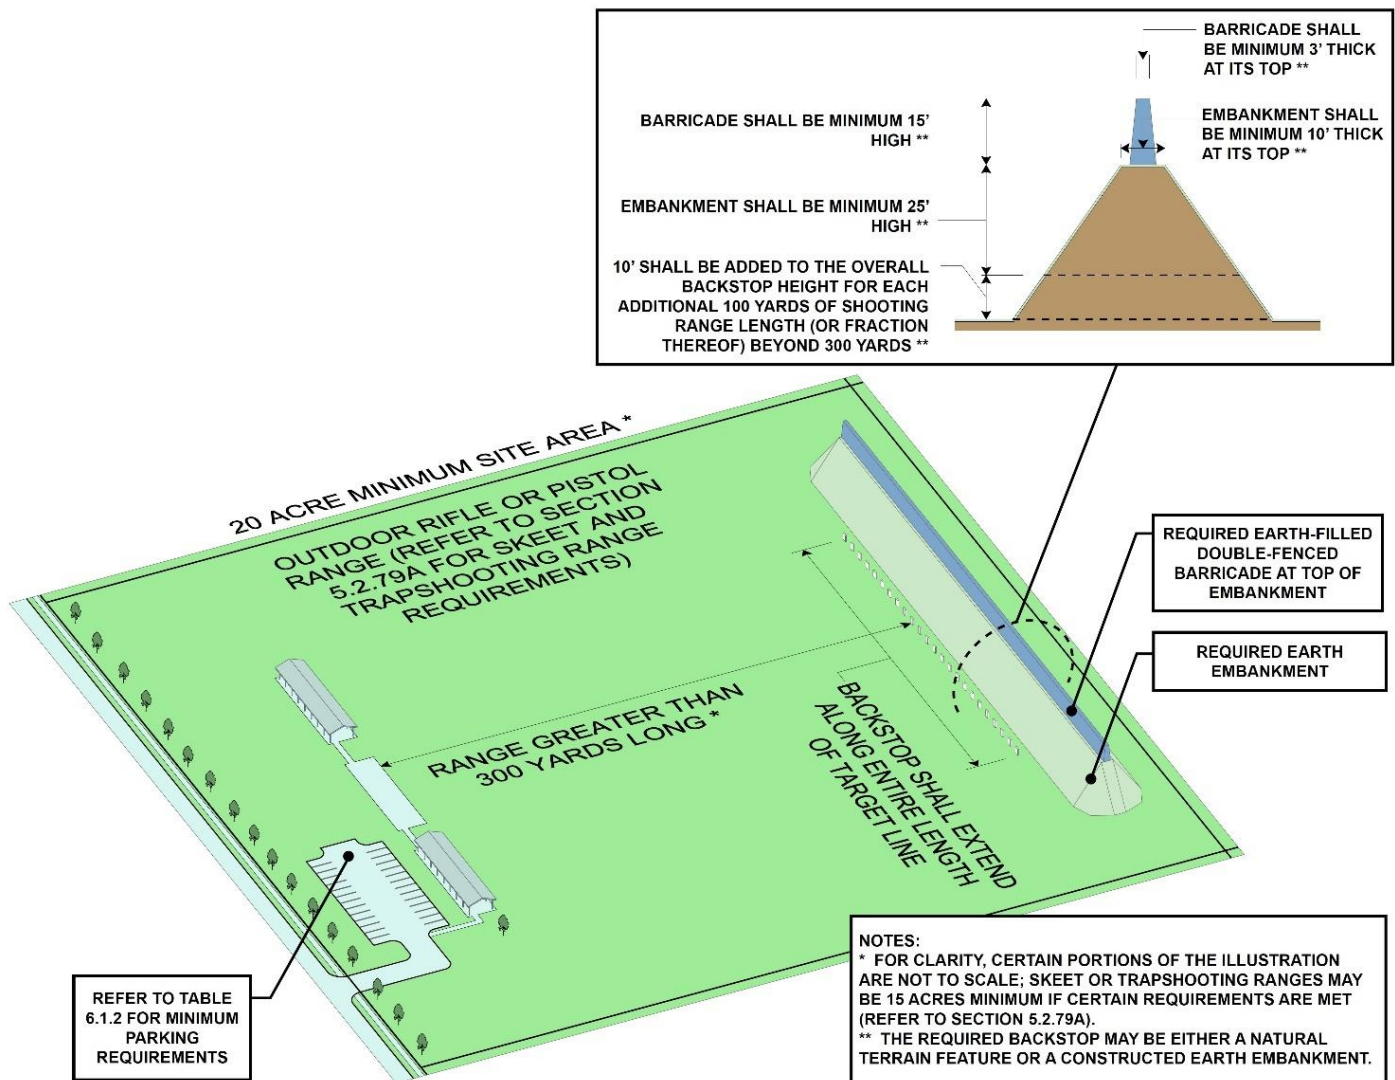 BARRICADE SHALL
BE MINIMUM 3' THICK
AT ITS TOP **
BARRICADE SHALL BE MINIMUM 15'
HIGH **
EMBANKMENT SHALL
BE MINIMUM 10' THICK
AT ITS TOP **
EMBANKMENT SHALL BE MINIMUM 25'
HIGH **
10' SHALL BE ADDED TO THE OVERALL
BACKSTOP HEIGHT FOR EACH
ADDITIONAL 100 YARDS OF SHOOTING
RANGE LENGTH (OR FRACTION
THEREOF) BEYOND 300 YARDS **
20 ACRE MINIMUM SITE AREA *
OUTDOOR RIFLE OR PISTOL
RANGE (REFER TO SECTION
5.2.79A FOR SKEET AND
TRAPSHOOTING RANGE
REQUIREMENTS)
REQUIRED EARTH-FILLED
DOUBLE-FENCED
BARRICADE AT TOP OF
EMBANKMENT
REQUIRED EARTH
EMBANKMENT
RANGE GREATER THAN
300 YARDS LONG *
BACKSTOP SHALL EXTEND
ALONG ENTIRE LENGTH
OF TARGET LINE
REFER TO TABLE
6.1.2 FOR MINIMUM
PARKING
REQUIREMENTS
NOTES:
* FOR CLARITY, CERTAIN PORTIONS OF THE ILLUSTRATION
ARE NOT TO SCALE; SKEET OR TRAPSHOOTING RANGES MAY
BE 15 ACRES MINIMUM IF CERTAIN REQUIREMENTS ARE MET
(REFER TO SECTION 5.2.79A).
** THE REQUIRED BACKSTOP MAY BE EITHER A NATURAL
TERRAIN FEATURE OR A CONSTRUCTED EARTH EMBANKMENT.